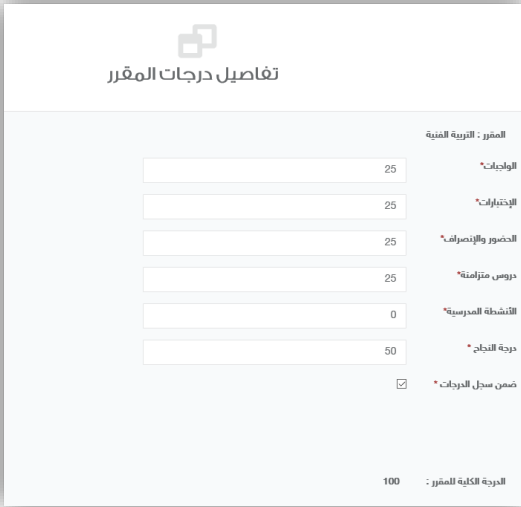 تفاصيل درجات المقرر
المقرر : التربية الفنية
الواجبات* 25
الإختبارات* 25
الحضور والإنصراف* 25
دروس متزامنة* 25
الأنشطة المدرسية* 0
درجة النجاح * 50
ضمن سجل الدرجات *
الدرجة الكلية للمقرر : 100